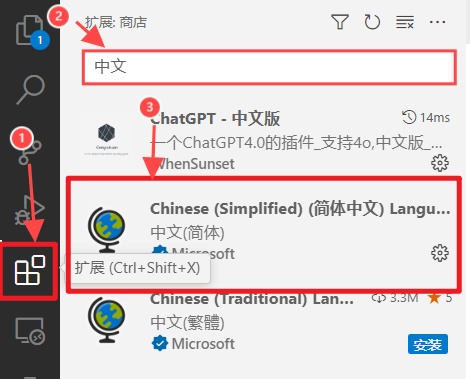 扩展: 商店
2
1
中文
3
ChatGPT - 中文版
14ms
一个ChatGPT4.0的插件_支持4o,中文版_...
WhenSunset
1
Chinese (Simplified) (简体中文) Langu...
中文(简体)
Microsoft
扩展 (Ctrl+Shift+X)
Chinese (Traditional) Lan...
3.3M
5
中文(繁體)
Microsoft
安装